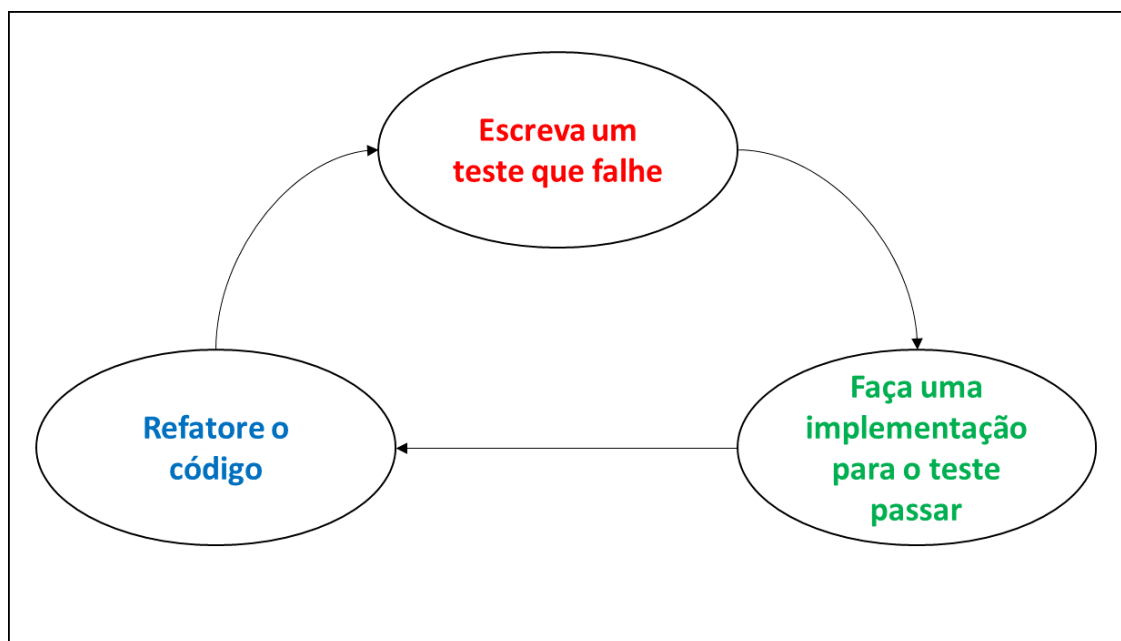 Escreva um
teste que falhe
Faça uma
implementação
para o teste
passar
Refatore o
código